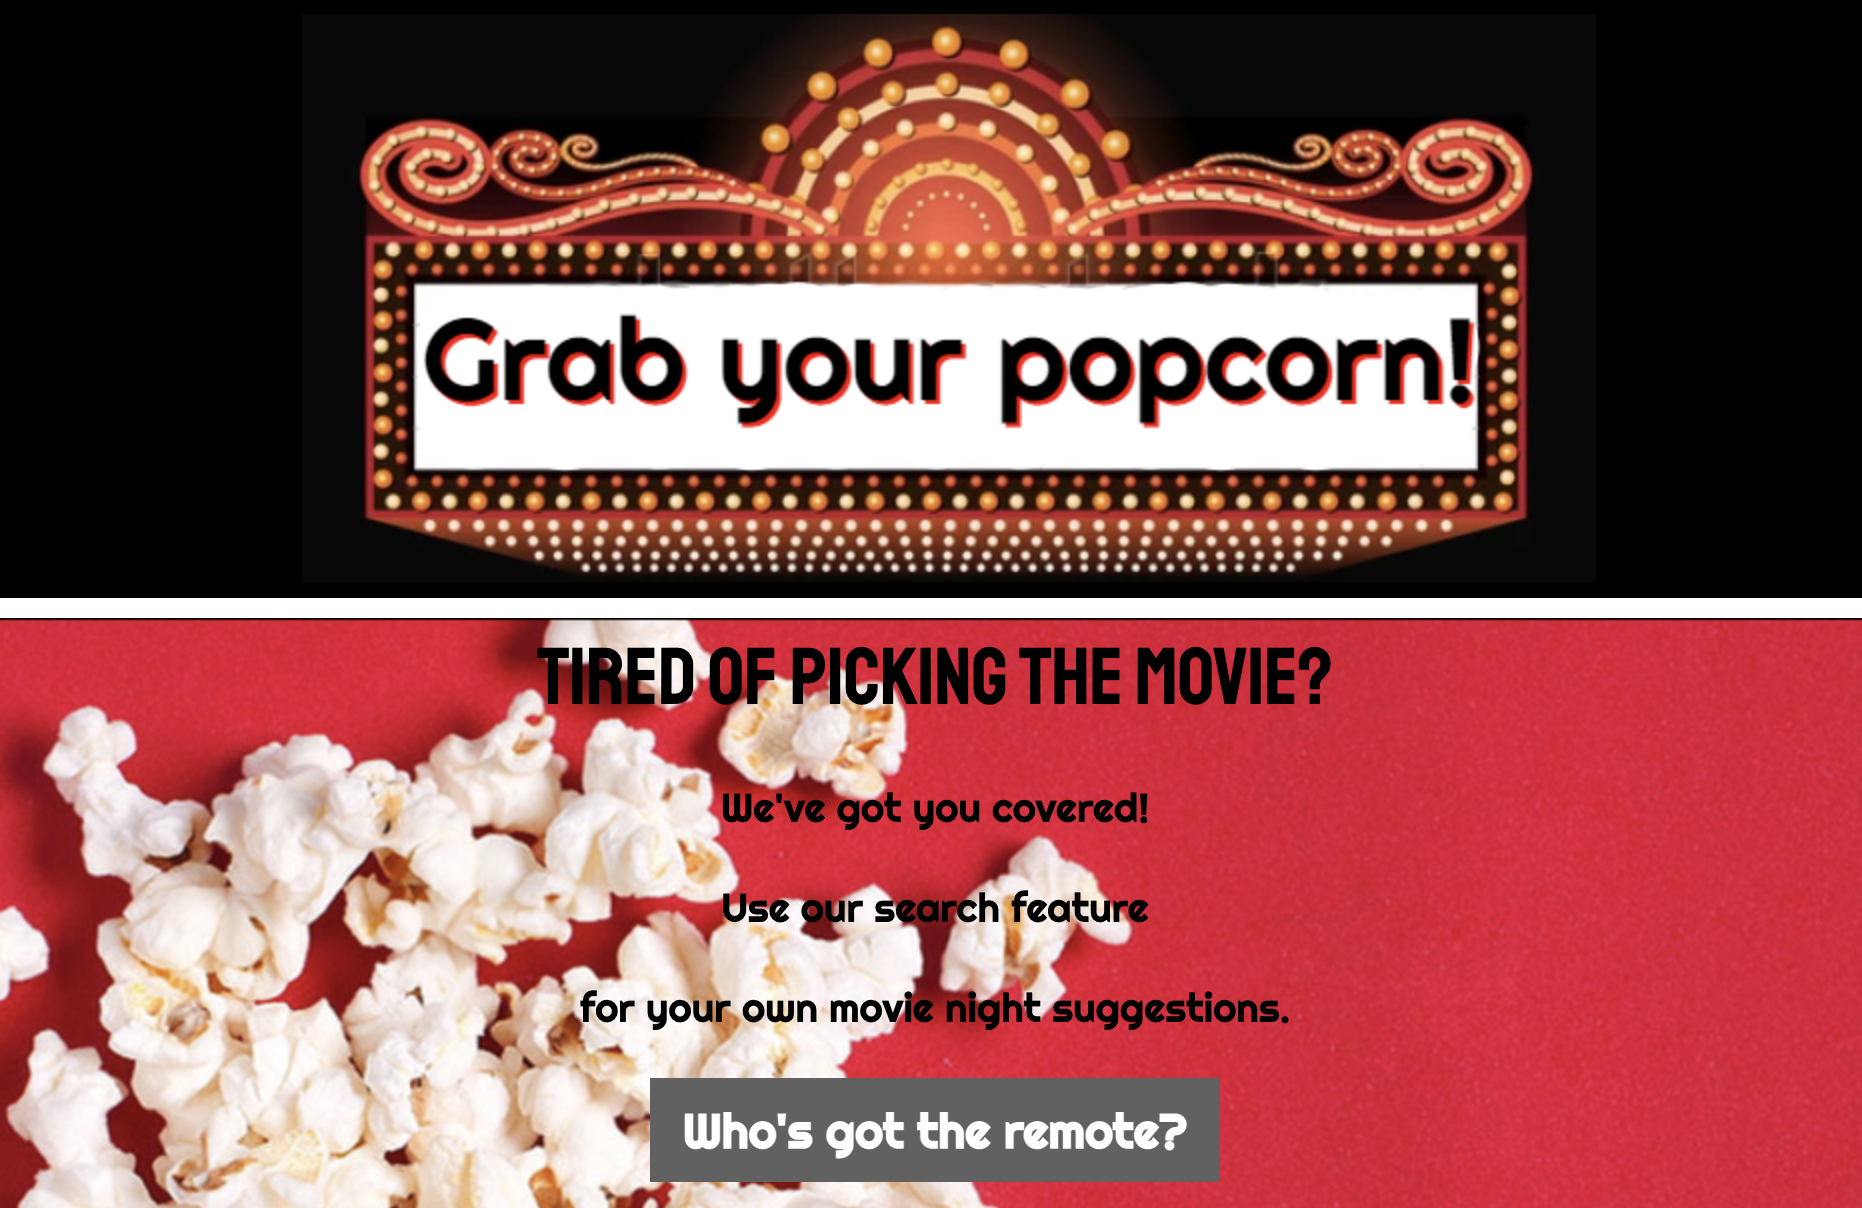 Grab your popcorn!
TIRED OF PICKING THE MOVIE?
We've got you covered!
Use our search feature
for your own movie night suggestions.
Who's got the remote?